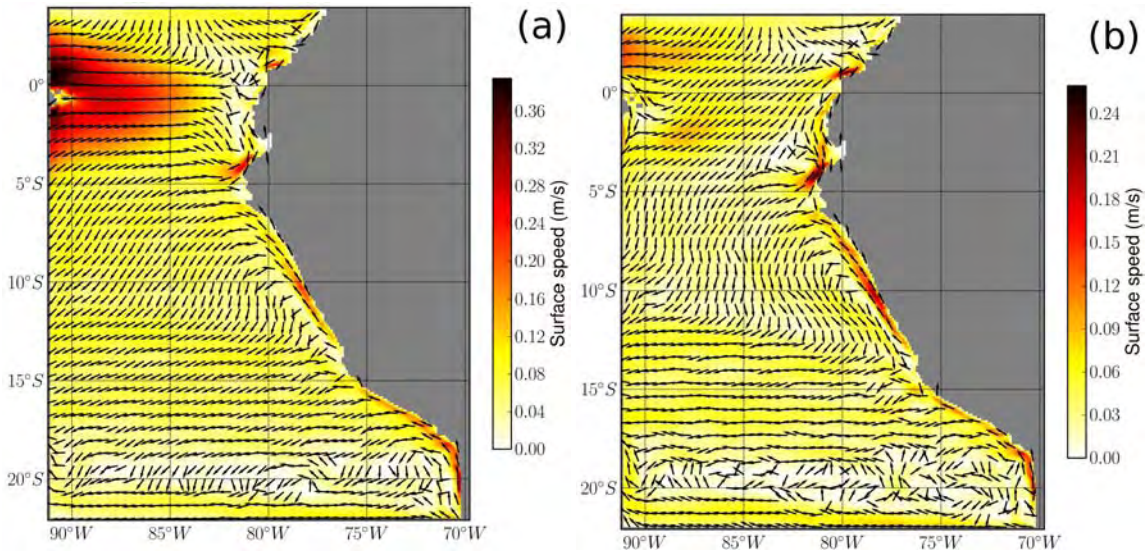 (a)
0°
5°S
10°S
15°S
20°S
90°W
85°W
80°W
75°W
70°W
0.36
0.32
0.28
0.24
0.20
0.16
0.12
0.08
0.04
0.00
Surface speed (m/s)
(b)
0°
5°S
10°S
15°S
20°S
90°W
85°W
80°W
75°W
70°W
0.24
0.21
0.18
0.15
0.12
0.09
0.06
0.03
0.00
Surface speed (m/s)